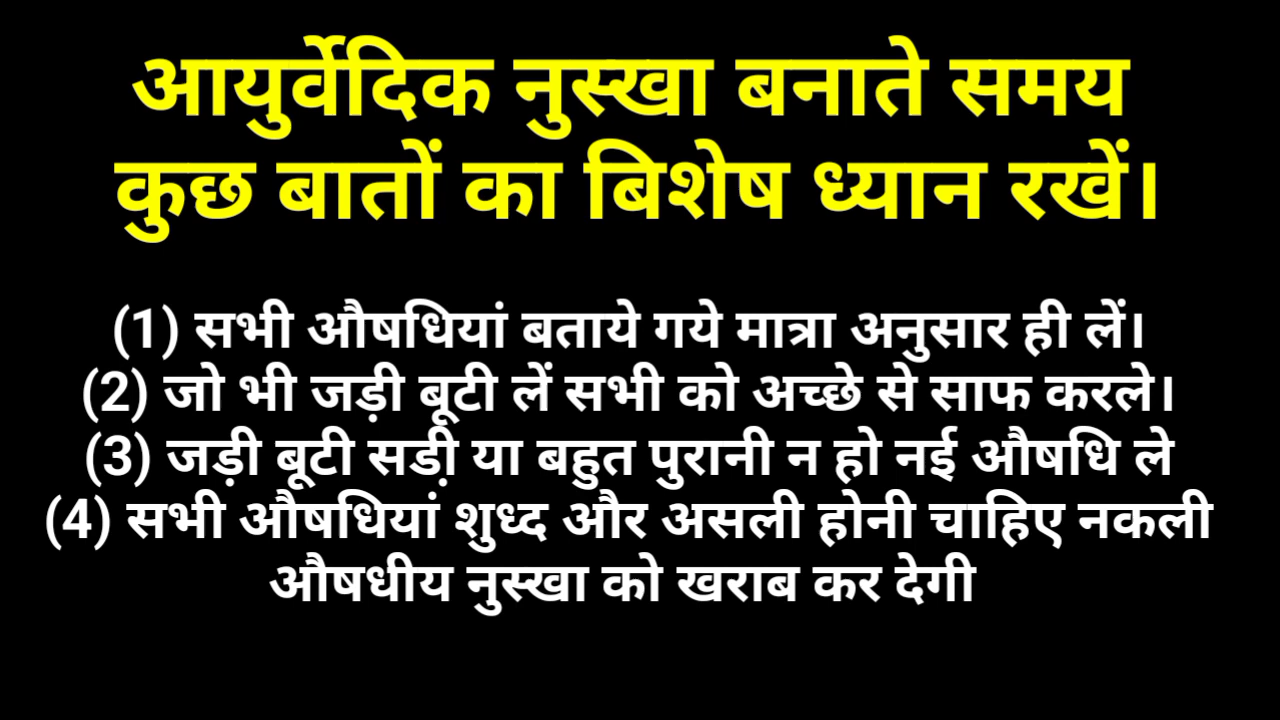 आयुर्वेदिक नुस्खा बनाते समय
कुछ बातों का बिशेष ध्यान रखें।
(1) सभी औषधियां बताये गये मात्रा अनुसार ही लें।
(2) जो भी जड़ी बूटी लें सभी को अच्छे से साफ करले।
(3) जड़ी बूटी सडी़ या बहुत पुरानी न हो नई औषधि ले
(4) सभी औषधियां शुध्द और असली होनी चाहिए नकली
औषधीय नुस्खा को खराब कर देगी